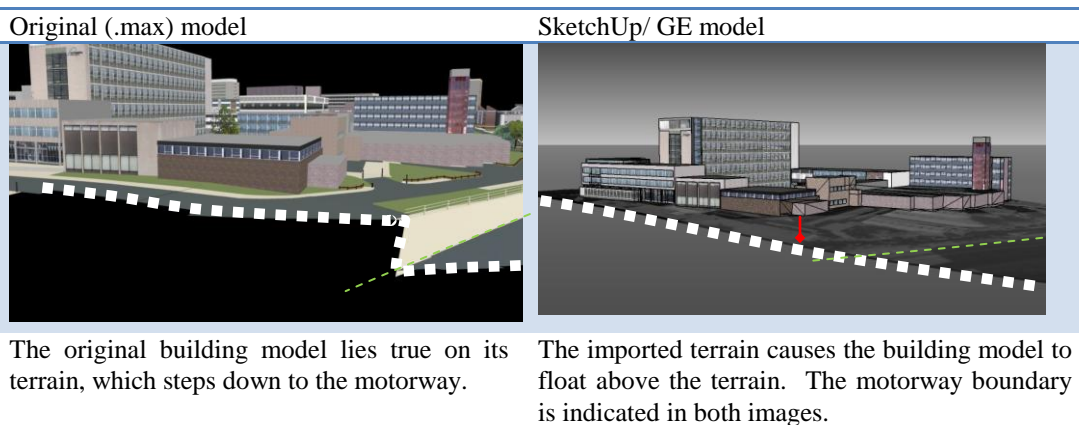 Original (.max) model
SketchUp/ GE model
The original building model lies true on its
terrain, which steps down to the motorway.
The imported terrain causes the building model to
float above the terrain. The motorway boundary
is indicated in both images.